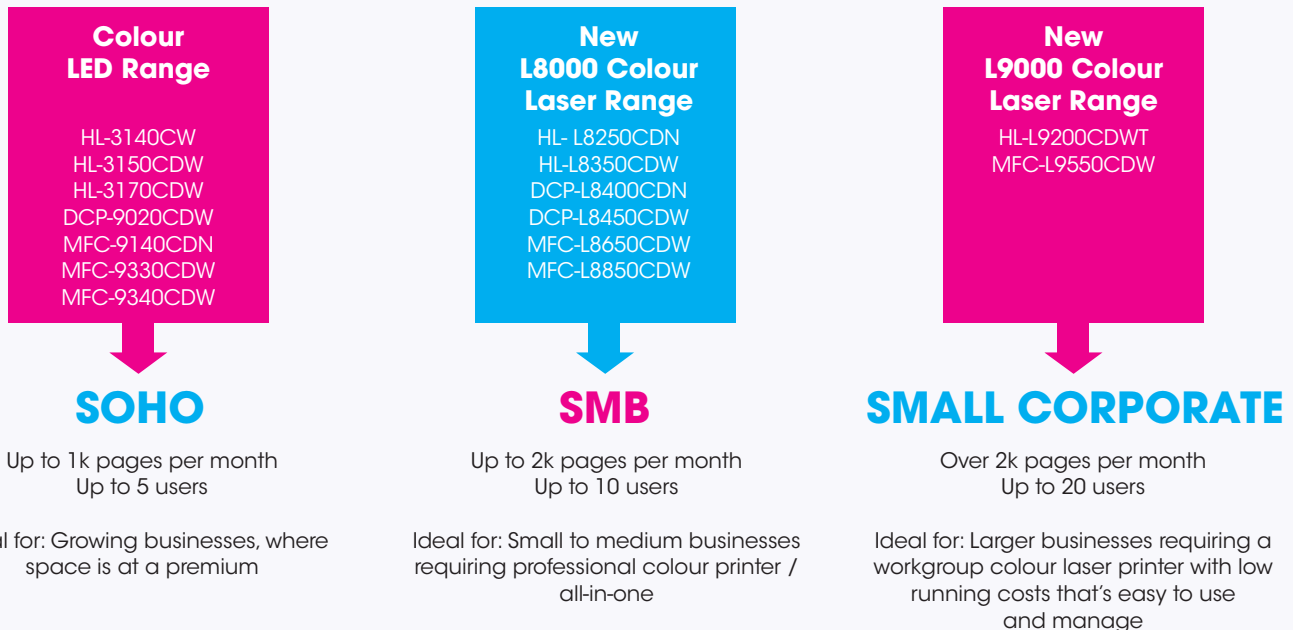 Colour
LED Range
HL-3140CW
HL-3150CDW
HL-3170CDW
DCP-9020CDW
MFC-9140CDN
MFC-9330CDW
MFC-9340CDW
SOHO
Up to 1k pages per month
Up to 5 users
al for: Growing businesses, where
space is at a premium
New
L8000 Colour
Laser Range
HL- L8250CDN
HL-L8350CDW
DCP-L8400CDN
DCP-L8450CDW
MFC-L8650CDW
MFC-L8850CDW
SMB
Up to 2k pages per month
Up to 10 users
Ideal for: Small to medium businesses
requiring professional colour printer /
all-in-one
New
L9000 Colour
Laser Range
HL-L9200CDWT
MFC-L9550CDW
SMALL CORPORATE
Over 2k pages per month
Up to 20 users
Ideal for: Larger businesses requiring a
workgroup colour laser printer with low
running costs that's easy to use
and manage